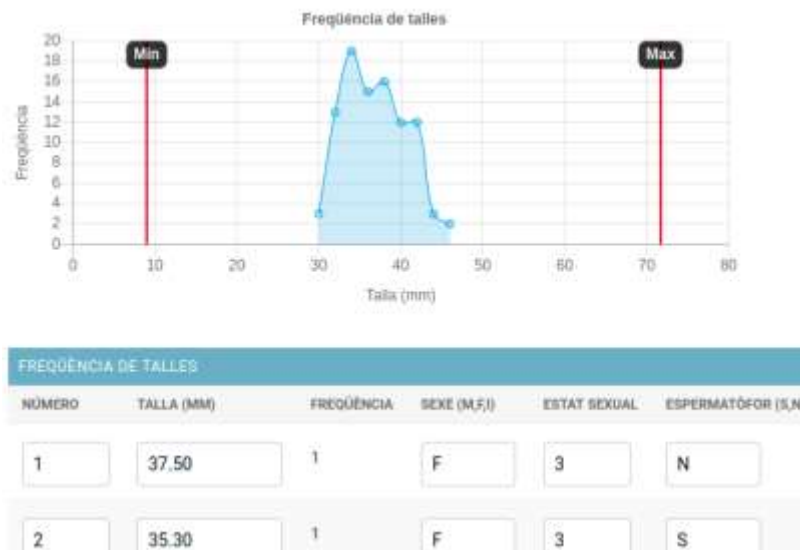 Freqüència de talles
Min
Max
20
18
16
14
12
10
8
6
4
2
0
Freqüència
0 10 20 30 40 50 60 70 80
Talla (mm)
FREQÜÈNCIA DE TALLES
NÚMERO TALLA (MM) FREQÜÈNCIA SEXE (M,F,I) ESTAT SEXUAL ESPERMATÒFOR (S,N
1 37.50 1 F 3 N
2 35.30 1 F 3 S